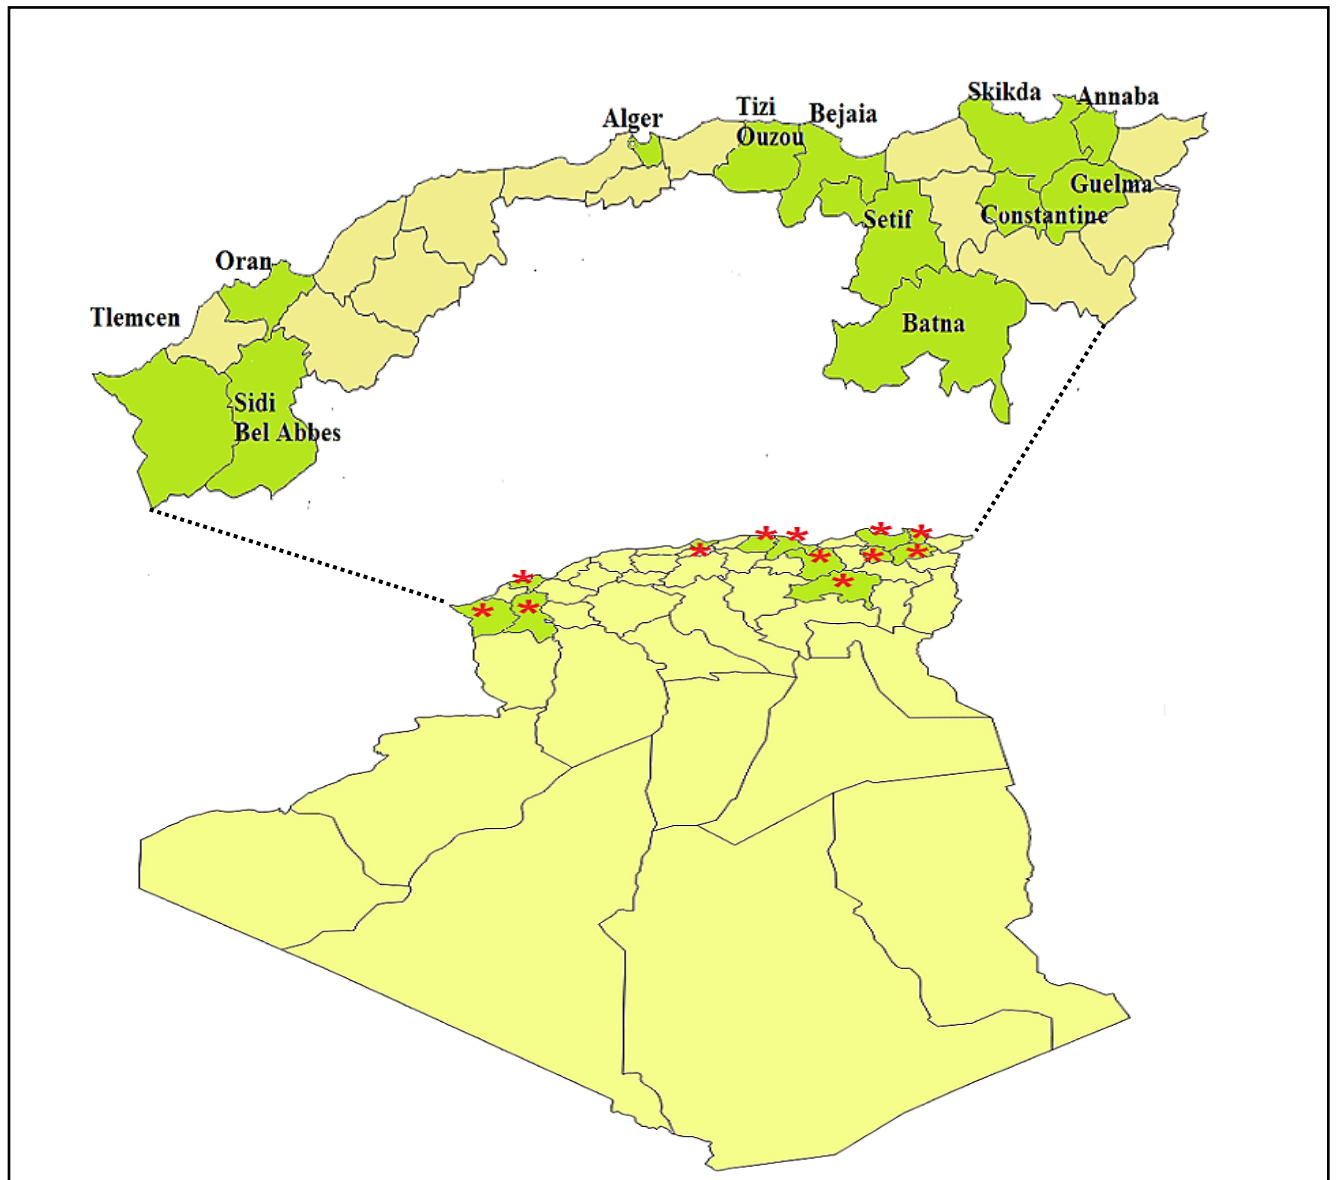 Skikda
Annaba
Tizi
Ouzou
Bejaia
Alger
Guelma
Setif
Constantine
Oran
Tlemcen
Batna
Sidi
Bel Abbes
*
*
*
*
*
*
*
*
*
*
*
*